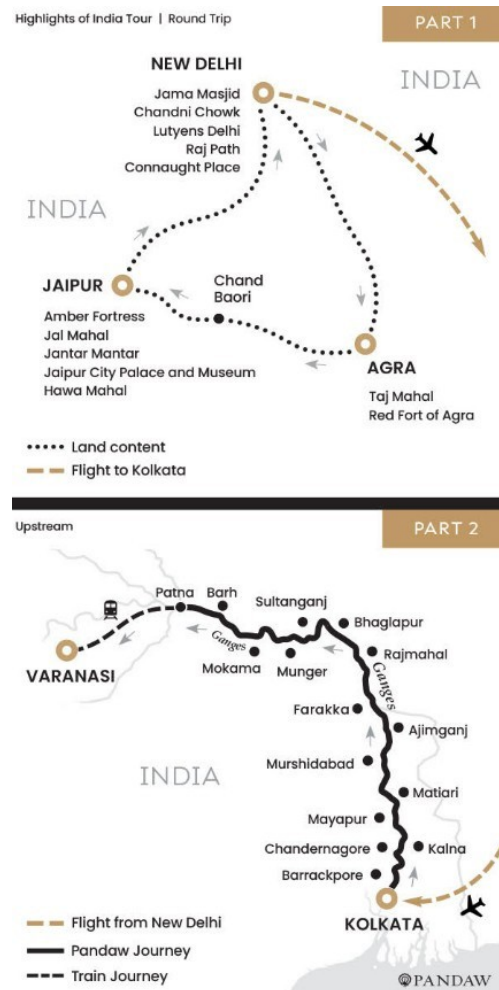 Highlights of India Tour | Round Trip
PART 1
NEW DELHI
Jama Masjid
Chandni Chowk
Lutyens Delhi
Raj Path
Connaught Place
INDIA
INDIA
JAIPUR
Amber Fortress
Jal Mahal
Jantar Mantar
Jaipur City Palace and Museum
Hawa Mahal
Chand
Baori
AGRA
Taj Mahal
Red Fort of Agra
Land content
Flight to Kolkata
Upstream
PART 2
Patna
Barh
Sultanganj
Bhaglapur
VARANASI
Ganges
Mokama
Munger
Rajmahal
Ganges
Farakka
Ajimganj
INDIA
Murshidabad
Matiari
Mayapur
Chandernagore
Kalna
Barrackpore
KOLKATA
Flight from New Delhi
Pandaw Journey
Train Journey
PANDAW